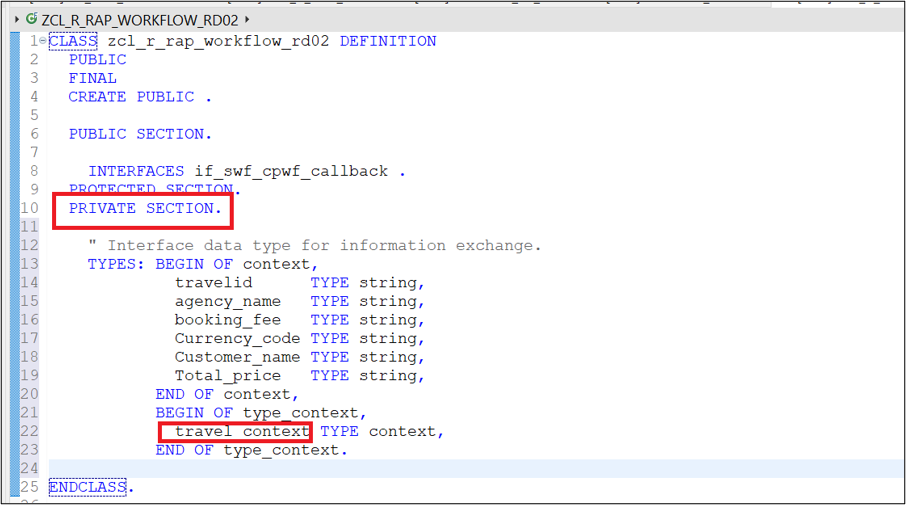 ZCL_R_RAP_WORKFLOW_RD02
1 CLASS zcl_r_rap_workflow_rd02 DEFINITION
2 PUBLIC
3 FINAL
4 CREATE PUBLIC .
5
6 PUBLIC SECTION.
7
8 INTERFACES if_swf_cpwf_callback .
9 PROTECTED SECTION.
10 PRIVATE SECTION.
11
12 " Interface data type for information exchange.
13 TYPES: BEGIN OF context,
14 travelid TYPE string,
15 agency_name TYPE string,
16 booking_fee TYPE string,
17 Currency_code TYPE string,
18 Customer_name TYPE string,
19 Total_price TYPE string,
20 END OF context,
21 BEGIN OF type_context,
22 travel context TYPE context,
23 END OF type_context.
24
25 ENDCLASS.